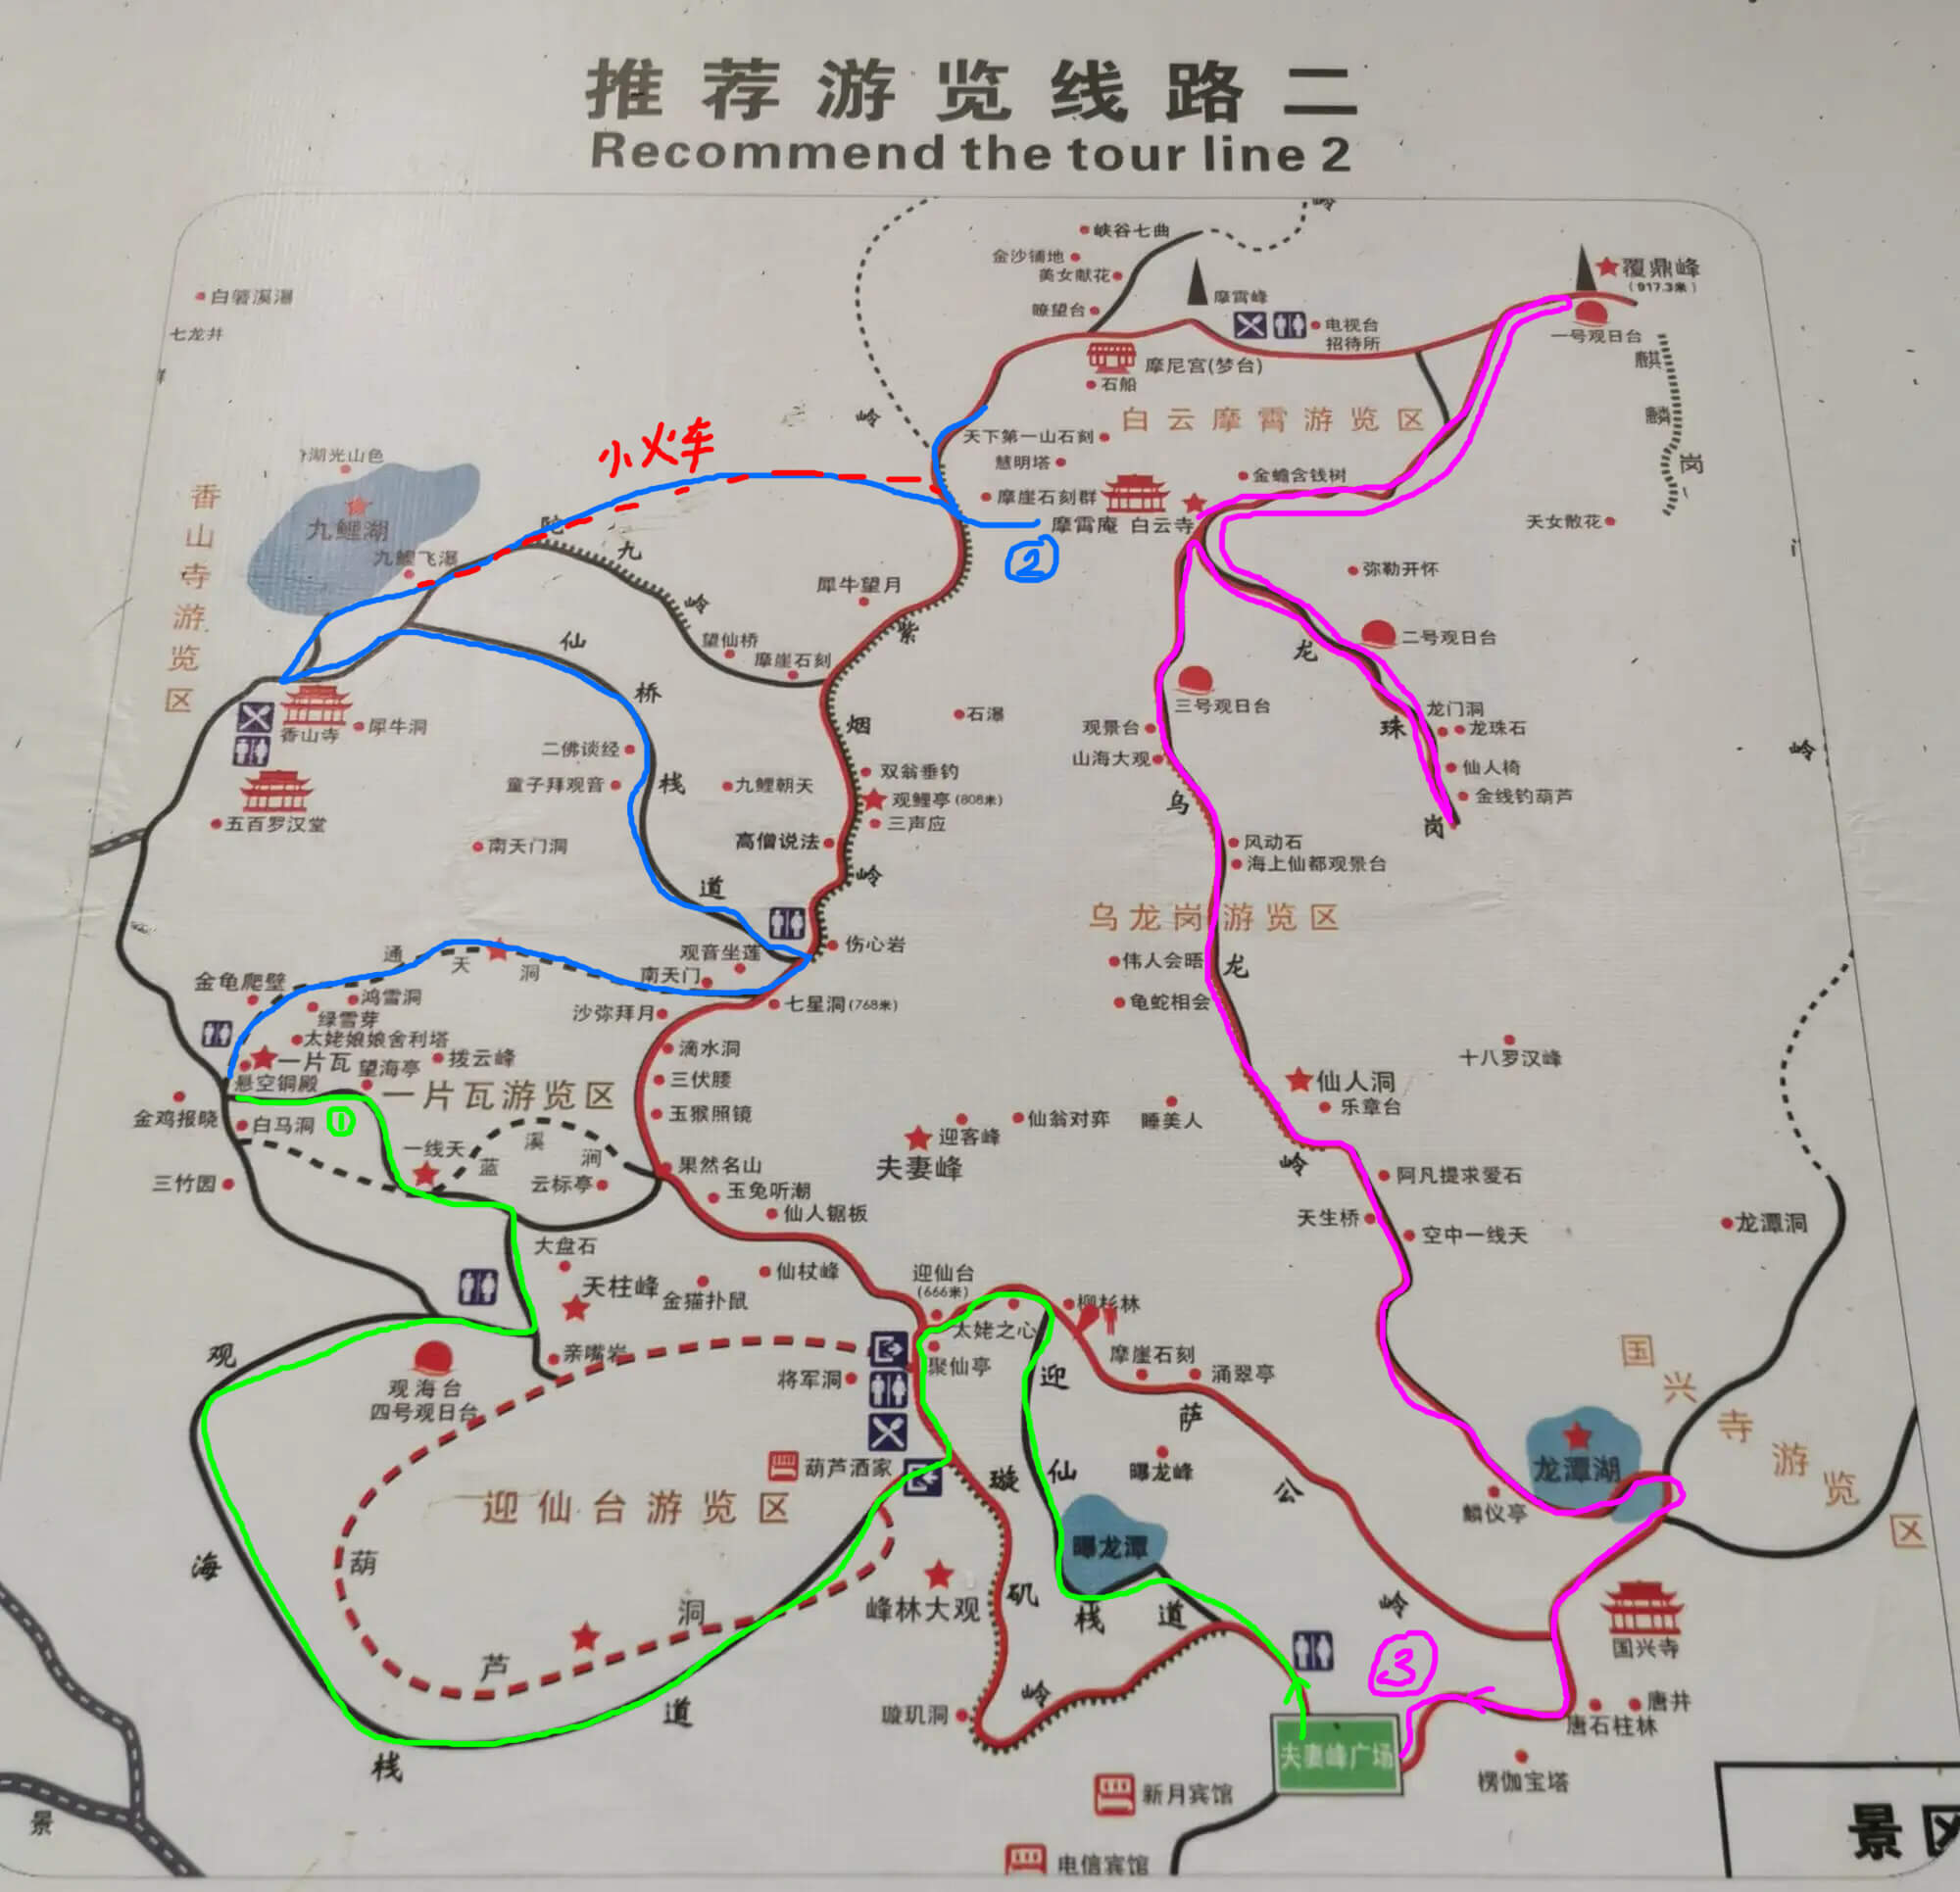 推荐游览线路二
Recommend the tour line 2
峡谷七曲
金沙铺地
美女献花
瞭望台
摩霄峰
电视台
招待所
覆鼎峰
(917.3米)
一号观日台
麒
麟
岗
岭
七龙井
摩尼宫(梦台)
石船
白云摩霄游览区
小火车
岭
天下第一山石刻
慧明塔
摩崖石刻群
摩霄庵 白云寺
金蟾含钱树
②
天女散花
弥勒开怀
二号观日台
龙
珠
岗
龙门洞
龙珠石
仙人椅
金线钓葫芦
香山寺游览区
湖光山色
九鲤湖
九鲤飞瀑
九
岭
犀牛望月
紫
烟
岭
望仙桥
摩崖石刻
仙
桥
栈
道
香山寺
犀牛洞
五百罗汉堂
二佛谈经
童子拜观音
九鲤朝天
南天门洞
高僧说法
石瀑
双翁垂钓
观鲤亭(808米)
三声应
伤心岩
三号观日台
观景台
山海大观
乌
龙
岭
风动石
海上仙都观景台
乌龙岗游览区
伟人会晤
龟蛇相会
岭
通
天
洞
观音坐莲
南天门
七星洞(768米)
沙弥拜月
金龟爬壁
鸿雪洞
绿雪芽
太姥娘娘舍利塔
一片瓦
望海亭
拨云峰
悬空铜殿
一片瓦游览区
金鸡报晓
白马洞
①
滴水洞
三伏腰
玉猴照镜
仙人洞
乐章台
十八罗汉峰
迎客峰
仙翁对弈
睡美人
夫妻峰
一线天
蓝
溪
涧
云标亭
三竹园
果然名山
玉兔听潮
仙人锯板
阿凡提求爱石
天生桥
空中一线天
龙潭洞
大盘石
天柱峰
金猫扑鼠
仙杖峰
迎仙台
(666米)
太姥之心
柳杉林
聚仙亭
亲嘴岩
将军洞
观
海
栈
道
观海台
四号观日台
摩崖石刻
涌翠亭
迎
仙
栈
道
萨
公
岭
曝龙峰
葫芦酒家
迎仙台游览区
葫
芦
洞
璇
玑
岭
曝龙潭
峰林大观
璇玑洞
龙潭湖
麟仪亭
国兴寺游览区
国兴寺
③
唐井
唐石柱林
楞伽宝塔
夫妻峰广场
新月宾馆
电信宾馆
景
景区